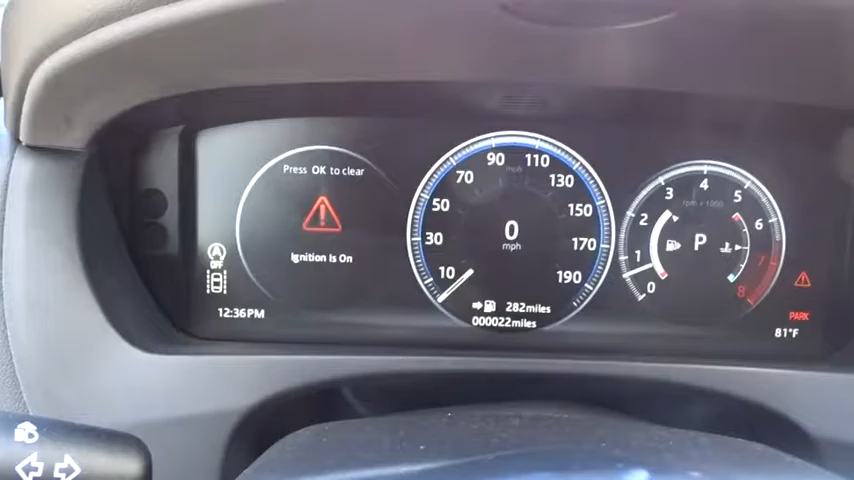 Press OK to clear
Ignition Is On
A
OFF
12:36PM
10
30
50
70
90
110
130
150
170
190
mph
0
mph
282miles
000022miles
0
1
2
3
4
5
6
7
8
rpm x 1000
P
PARK
81°F